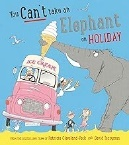 You Can't take an
Elephant
on
HOLIDAY
ICE CREAM
Patricia Cleveland-Peck
David Tazzyman